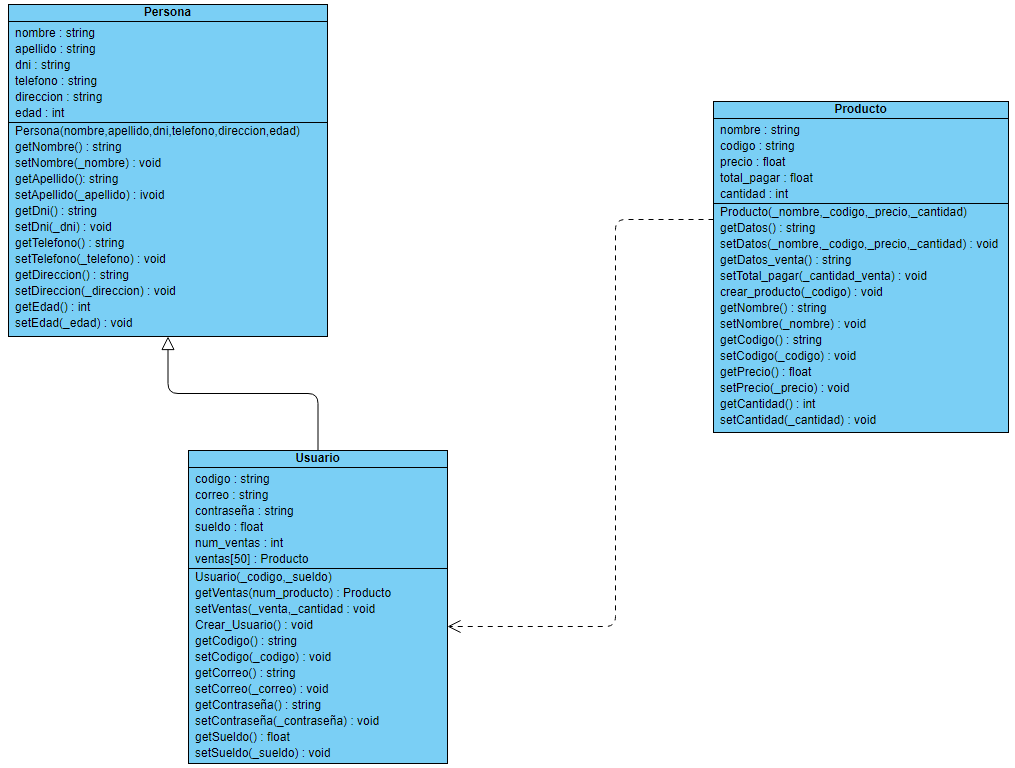 Persona
nombre : string
apellido : string
dni : string
telefono : string
direccion : string
edad : int
Persona(nombre,apellido,dni,telefono,direccion,edad)
getNombre() : string
setNombre(_nombre) : void
getApellido(): string
setApellido(_apellido) : ivoid
getDni() : string
setDni(_dni) : void
getTelefono() : string
setTelefono(_telefono) : void
getDireccion() : string
setDireccion(_direccion) : void
getEdad() : int
setEdad(_edad) : void
Producto
nombre : string
codigo : string
precio : float
total_pagar : float
cantidad : int
Producto(_nombre,_codigo,_precio,_cantidad)
getDatos() : string
setDatos(_nombre,_codigo,_precio,_cantidad) : void
getDatos_venta() : string
setTotal_pagar(_cantidad_venta) : void
crear_producto(_codigo) : void
getNombre() : string
setNombre(_nombre) : void
getCodigo() : string
setCodigo(_codigo) : void
getPrecio() : float
setPrecio(_precio) : void
getCantidad() : int
setCantidad(_cantidad) : void
Usuario
codigo : string
correo : string
contraseña : string
sueldo : float
num_ventas : int
ventas[50] : Producto
Usuario(_codigo,_sueldo)
getVentas(num_producto) : Producto
setVentas(_venta,_cantidad : void
Crear_Usuario() : void
getCodigo() : string
setCodigo(_codigo) : void
getCorreo() : string
setCorreo(_correo) : void
getContraseña() : string
setContraseña(_contraseña) : void
getSueldo() : float
setSueldo(_sueldo) : void